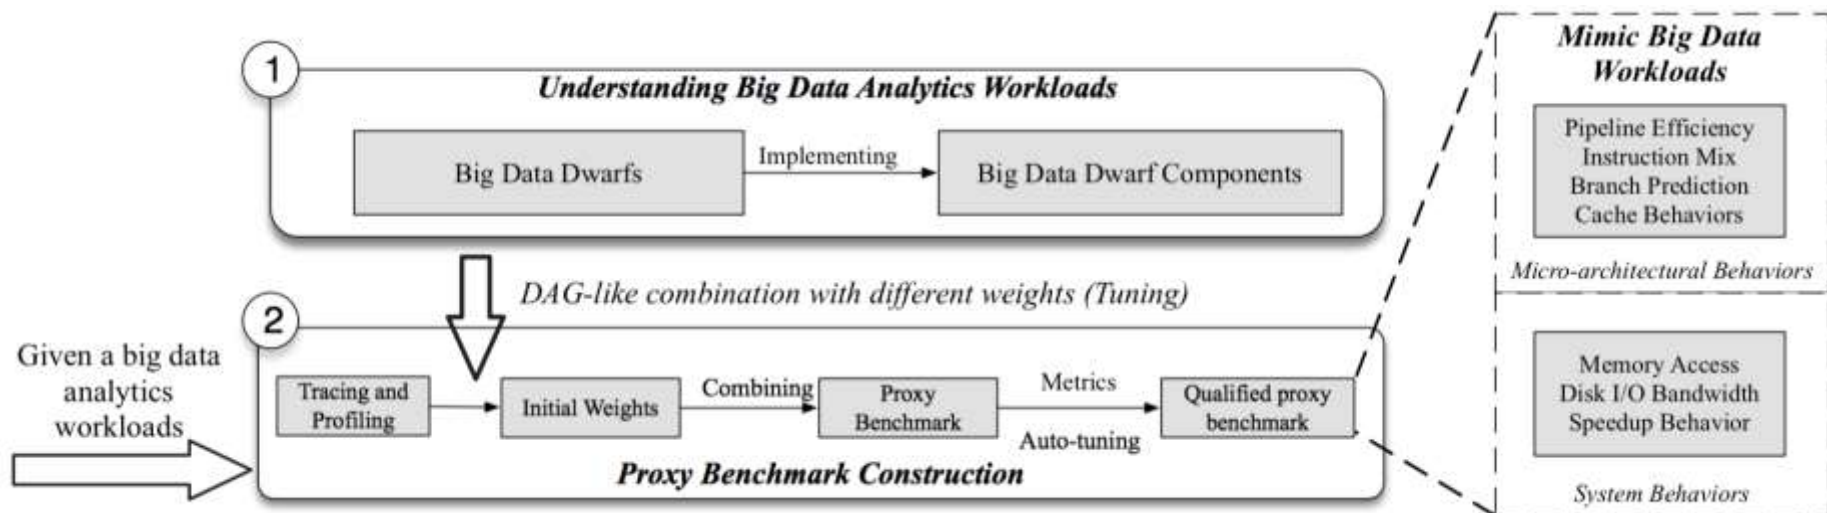 1
Understanding Big Data Analytics Workloads
Big Data Dwarfs
Implementing
Big Data Dwarf Components
DAG-like combination with different weights (Tuning)
2
Given a big data
analytics
workloads
Tracing and
Profiling
Initial Weights
Combining
Proxy
Benchmark
Metrics
Auto-tuning
Qualified proxy
benchmark
Proxy Benchmark Construction
Mimic Big Data
Workloads
Pipeline Efficiency
Instruction Mix
Branch Prediction
Cache Behaviors
Micro-architectural Behaviors
Memory Access
Disk I/O Bandwidth
Speedup Behavior
System Behaviors